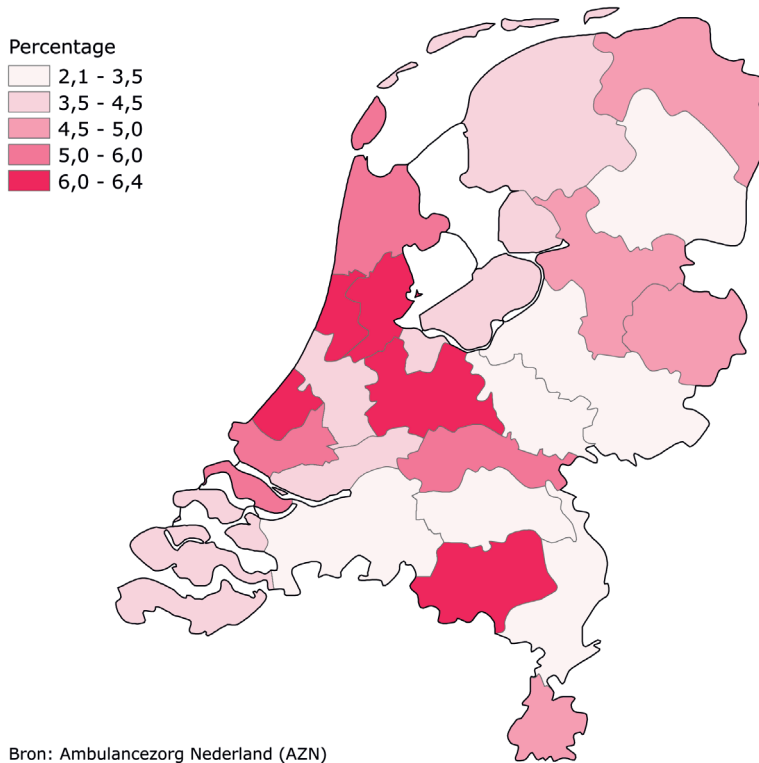 Percentage
2,1 - 3,5
3,5 - 4,5
4,5 - 5,0
5,0 - 6,0
6,0 - 6,4
Bron: Ambulancezorg Nederland (AZN)